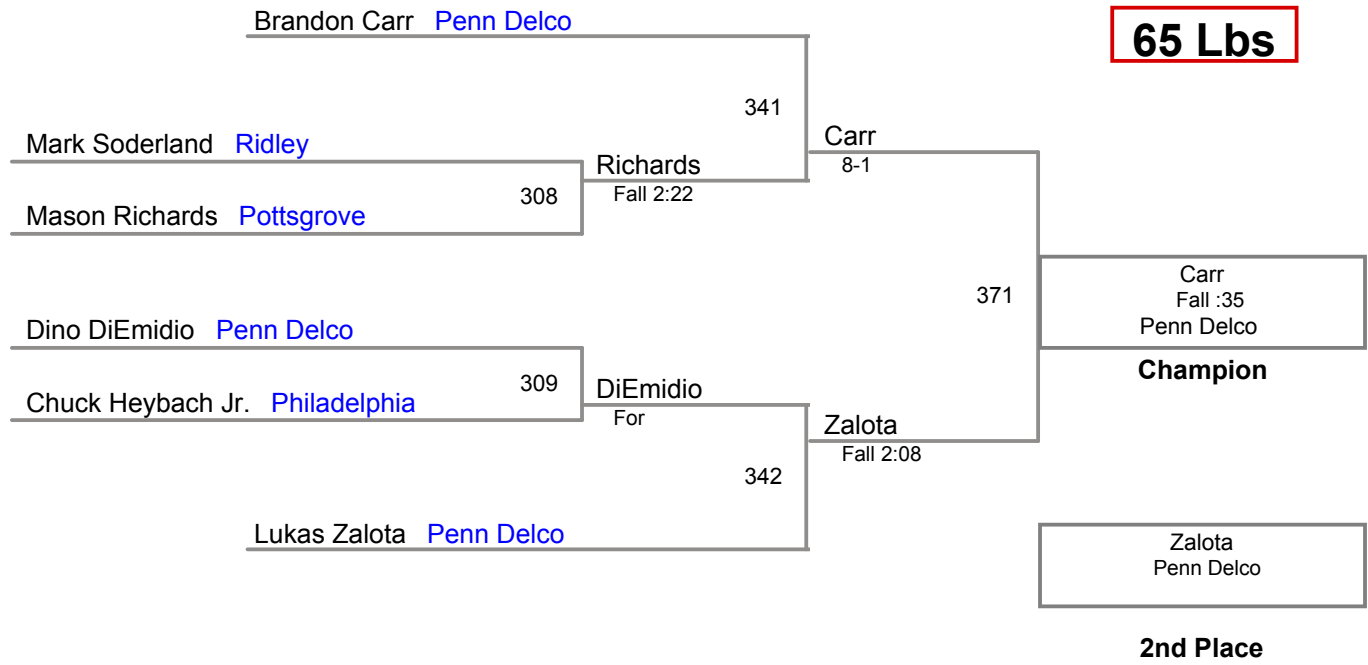 Brandon Carr Penn Delco
65 Lbs
341
Mark Soderland Ridley
Carr
8-1
Richards
Fall 2:22
308
Mason Richards Pottsgrove
371
Carr
Fall :35
Penn Delco
Champion
Dino DiEmidio Penn Delco
309
DiEmidio
For
Chuck Heybach Jr. Philadelphia
Zalota
Fall 2:08
342
Lukas Zalota Penn Delco
Zalota
Penn Delco
2nd Place